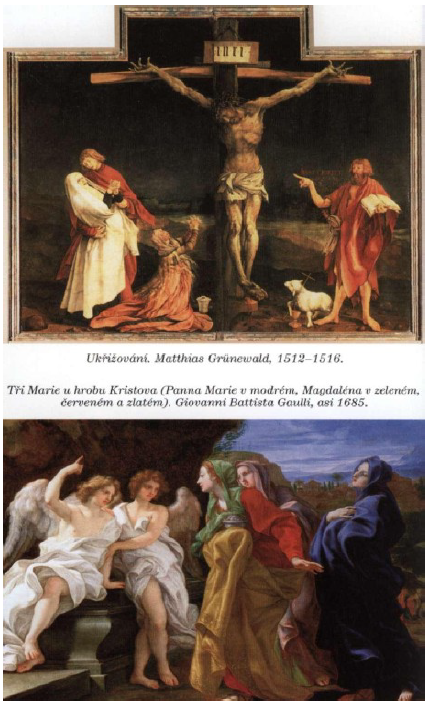 INRI
Ukřižování. Matthias Grünewald, 1512–1516.
Tři Marie u hrobu Kristova (Panna Marie v modrém, Magdaléna v zeleném,
červeném a zlatém). Giovanni Battista Gaulli, asi 1685.